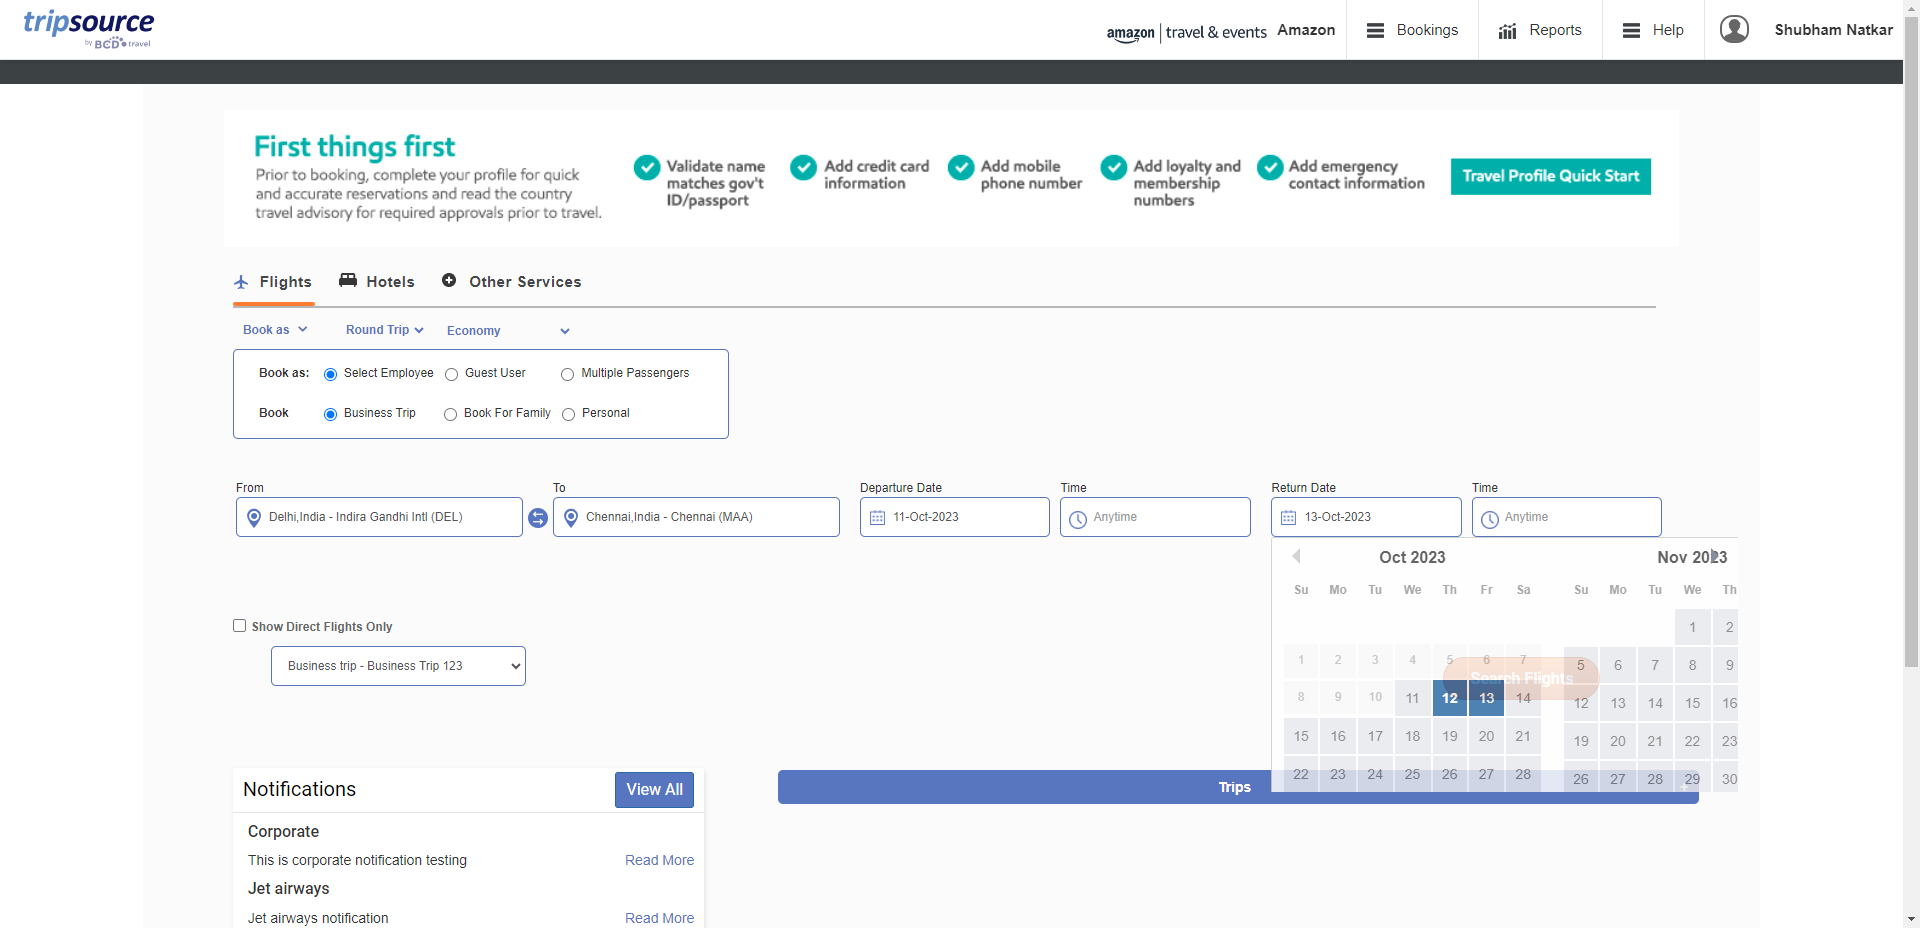 tripsource
by BCD travel
amazon | travel & events Amazon
Bookings
Reports
Help
Shubham Natkar
First things first
Prior to booking, complete your profile for quick
and accurate reservations and read the country
travel advisory for required approvals prior to travel.
Validate name
matches gov't
ID/passport
Add credit card
information
Add mobile
phone number
Add loyalty and
membership
numbers
Add emergency
contact information
Travel Profile Quick Start
Flights
Hotels
Other Services
Book as
Round Trip
Economy
Book as: Select Employee Guest User Multiple Passengers
Book Business Trip Book For Family Personal
From
Delhi,India - Indira Gandhi Intl (DEL)
To
Chennai,India - Chennai (MAA)
Departure Date
11-Oct-2023
Time
Anytime
Return Date
13-Oct-2023
Time
Anytime
Oct 2023
Su Mo Tu We Th Fr Sa
1 2 3 4 5 6 7
8 9 10 11 12 13 14
15 16 17 18 19 20 21
22 23 24 25 26 27 28
Nov 2023
Su Mo Tu We Th
1 2
5 6 7 8 9
12 13 14 15 16
19 20 21 22 23
26 27 28 29 30
Search Flights
Show Direct Flights Only
Business trip - Business Trip 123
Notifications
View All
Corporate
This is corporate notification testing
Read More
Jet airways
Jet airways notification
Read More
Trips